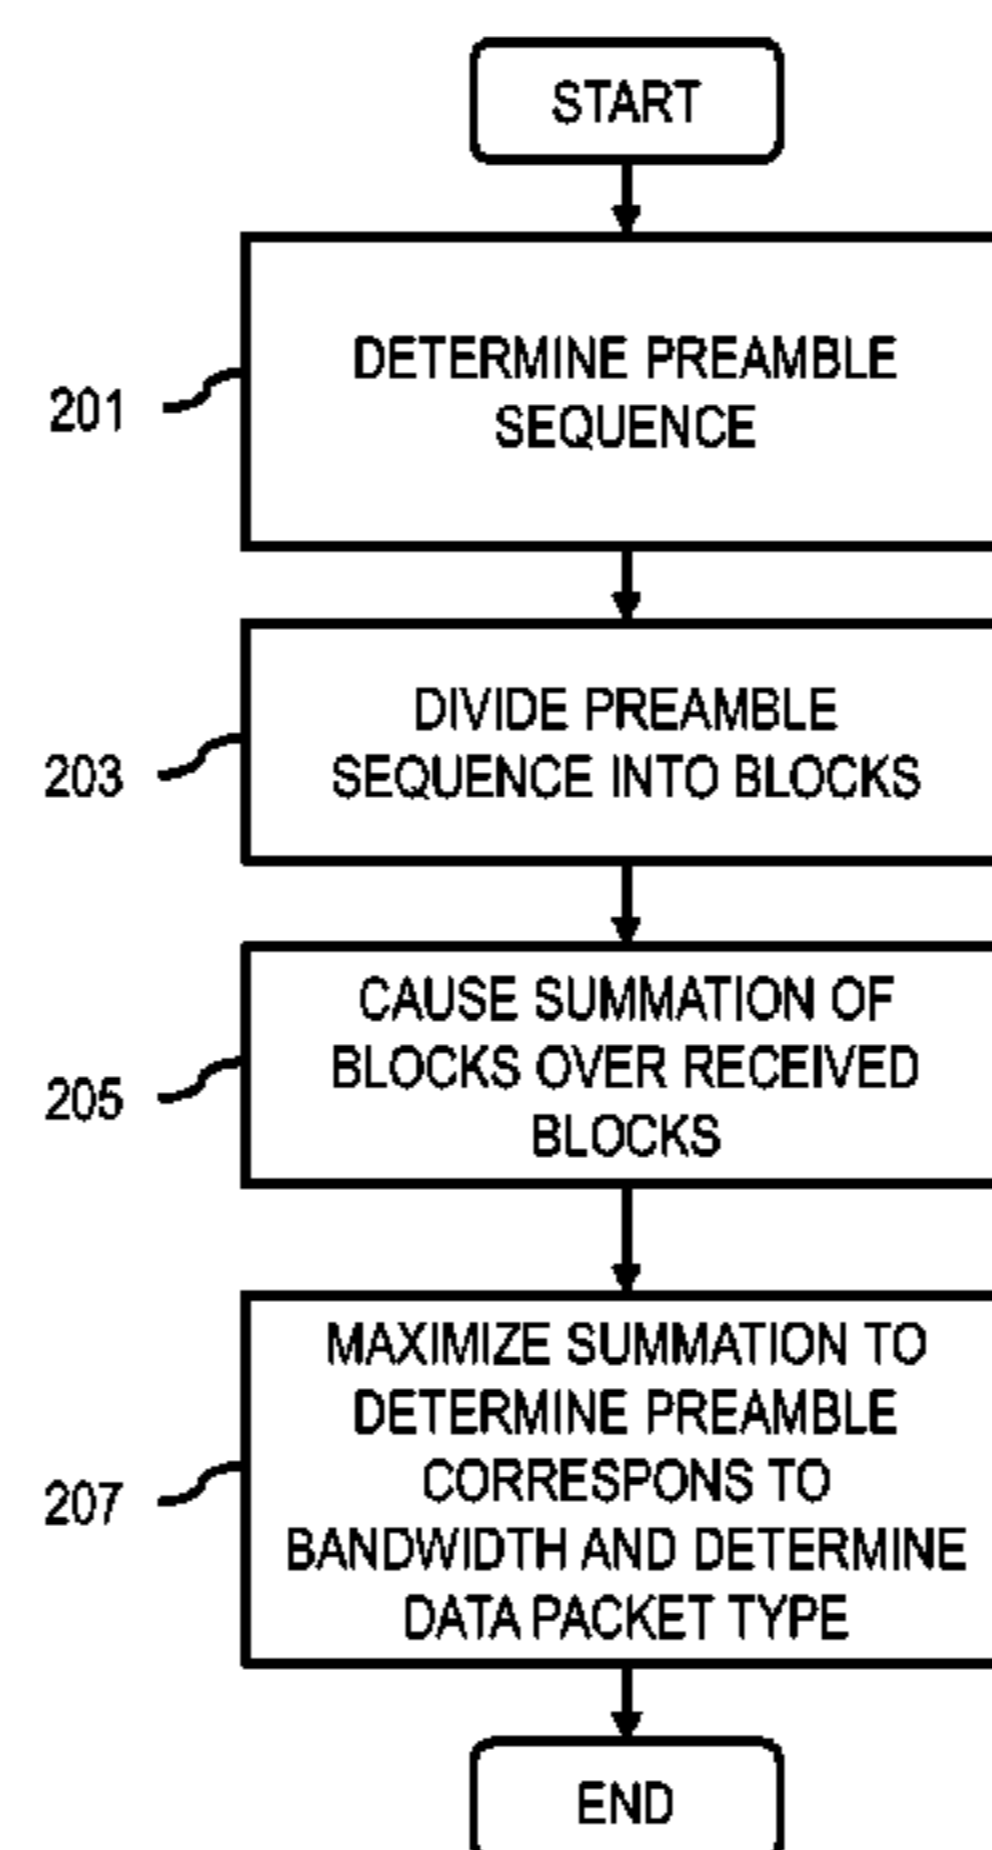 START
DETERMINE PREAMBLE
SEQUENCE
201
DIVIDE PREAMBLE
SEQUENCE INTO BLOCKS
203
CAUSE SUMMATION OF
BLOCKS OVER RECEIVED
BLOCKS
205
MAXIMIZE SUMMATION TO
DETERMINE PREAMBLE
CORRESPONS TO
BANDWIDTH AND DETERMINE
DATA PACKET TYPE
207
END